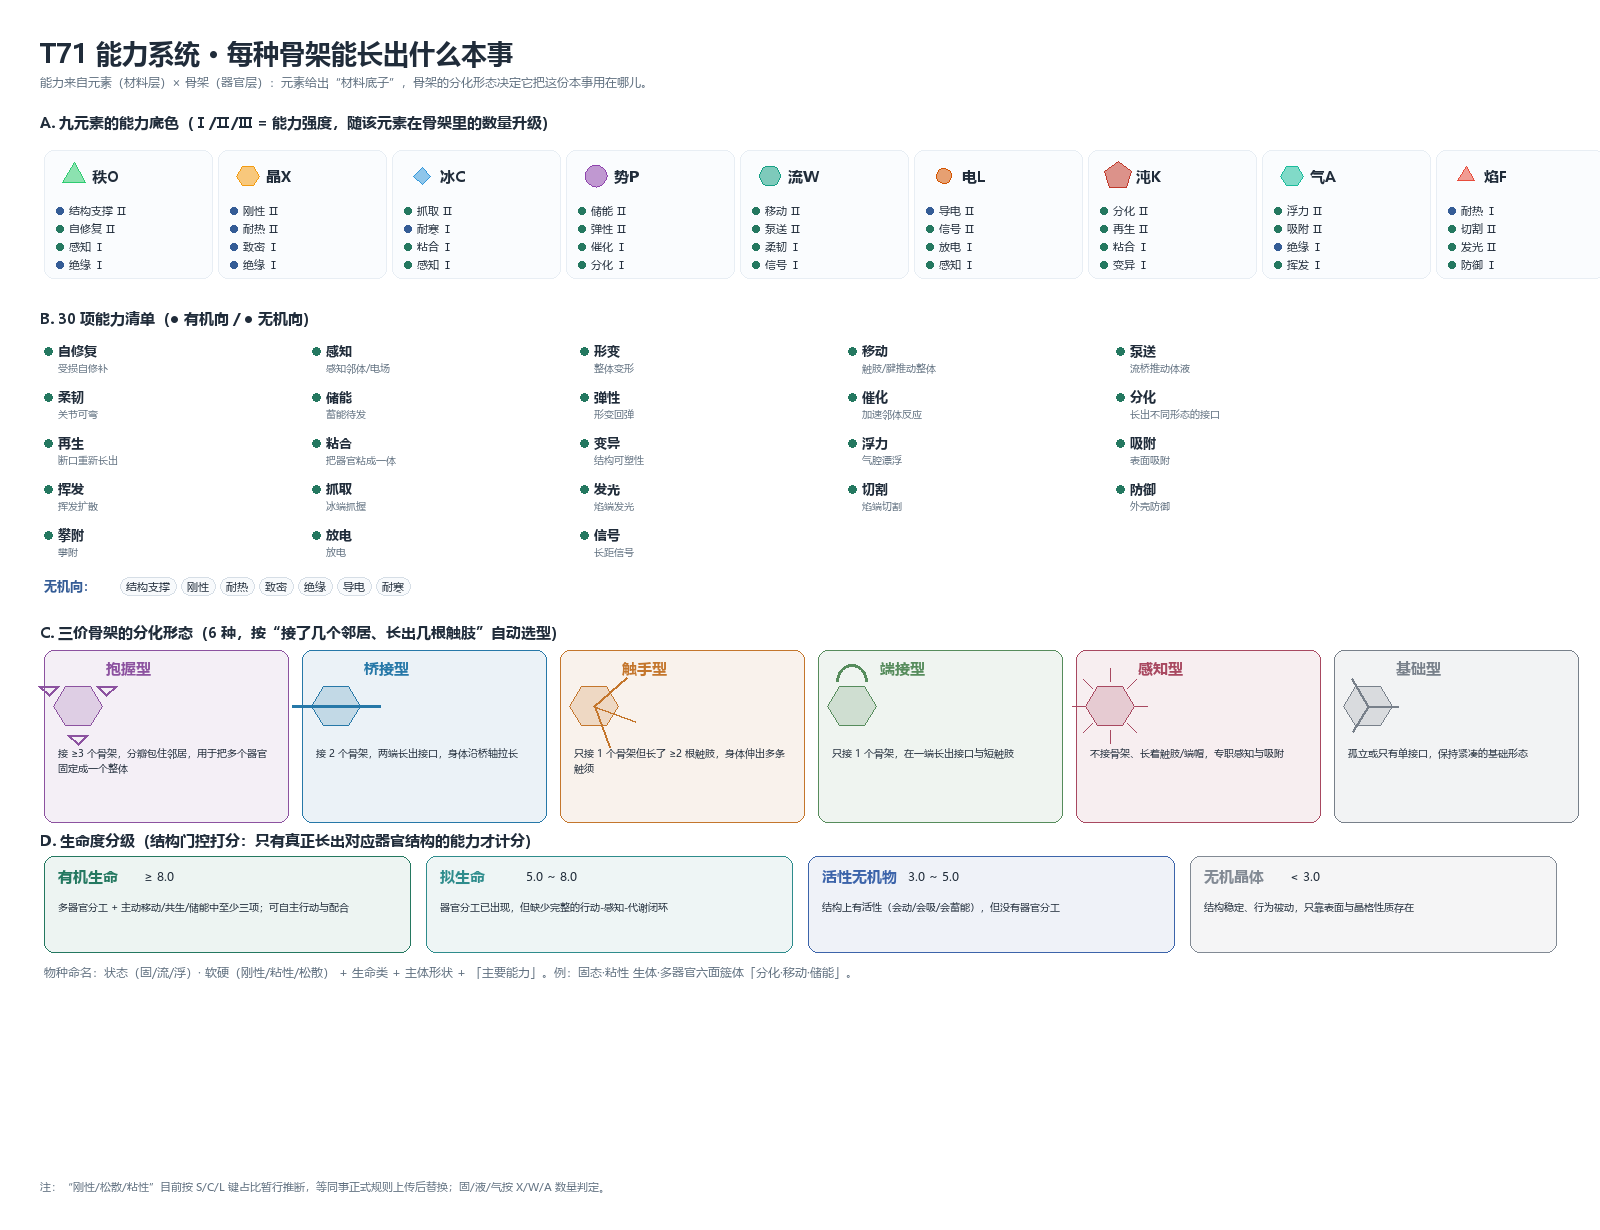 T71 能力系统 • 每种骨架能长出什么本事
能力来自元素（材料层）× 骨架（器官层）：元素给出“材料底子”，骨架的分化形态决定它把这份本事用在哪儿。
A. 九元素的能力底色（Ⅰ/Ⅱ/Ⅲ = 能力强度，随该元素在骨架里的数量升级）
秩O
结构支撑 Ⅱ
自修复 Ⅱ
感知 Ⅰ
绝缘 Ⅰ
晶X
刚性 Ⅱ
耐热 Ⅱ
致密 Ⅰ
绝缘 Ⅰ
冰C
抓取 Ⅱ
耐寒 Ⅰ
粘合 Ⅰ
感知 Ⅰ
势P
储能 Ⅱ
弹性 Ⅱ
催化 Ⅰ
分化 Ⅰ
流W
移动 Ⅱ
泵送 Ⅱ
柔韧 Ⅰ
信号 Ⅰ
电L
导电 Ⅱ
信号 Ⅱ
放电 Ⅰ
感知 Ⅰ
沌K
分化 Ⅱ
再生 Ⅱ
粘合 Ⅰ
变异 Ⅰ
气A
浮力 Ⅱ
吸附 Ⅱ
绝缘 Ⅰ
挥发 Ⅰ
焰F
耐热 Ⅰ
切割 Ⅱ
发光 Ⅱ
防御 Ⅰ
B. 30 项能力清单（● 有机向 / ● 无机向）
自修复
受损自修补
感知
感知邻体/电场
形变
整体变形
移动
触肢/腱推动整体
泵送
流桥推动体液
柔韧
关节可弯
储能
蓄能待发
弹性
形变回弹
催化
加速邻体反应
分化
长出不同形态的接口
再生
断口重新长出
粘合
把器官粘成一体
变异
结构可塑性
浮力
气腔漂浮
吸附
表面吸附
挥发
挥发扩散
抓取
冰端抓握
发光
焰端发光
切割
焰端切割
防御
外壳防御
攀附
攀附
放电
放电
信号
长距信号
无机向： 结构支撑 刚性 耐热 致密 绝缘 导电 耐寒
C. 三价骨架的分化形态（6 种，按“接了几个邻居、长出几根触肢”自动选型）
抱握型
接 ≥3 个骨架，分瓣包住邻居，用于把多个器官
固定成一个整体
桥接型
接 2 个骨架，两端长出接口，身体沿桥轴拉长
触手型
只接 1 个骨架但长了 ≥2 根触肢，身体伸出多条
触须
端接型
只接 1 个骨架，在一端长出接口与短触肢
感知型
不接骨架、长着触肢/端帽，专职感知与吸附
基础型
孤立或只有单接口，保持紧凑的基础形态
D. 生命度分级（结构门控打分：只有真正长出对应器官结构的能力才计分）
有机生命 ≥ 8.0
多器官分工 + 主动移动/共生/储能中至少三项；可自主行动与配合
拟生命 5.0 ~ 8.0
器官分工已出现，但缺少完整的行动-感知-代谢闭环
活性无机物 3.0 ~ 5.0
结构上有活性（会动/会吸/会蓄能），但没有器官分工
无机晶体 < 3.0
结构稳定、行为被动，只靠表面与晶格性质存在
物种命名：状态（固/流/浮）· 软硬（刚性/粘性/松散） + 生命类 + 主体形状 + 「主要能力」。例：固态·粘性 生体·多器官六面簇体「分化·移动·储能」。
注： “刚性/松散/粘性”目前按 S/C/L 键占比暂行推断，等同事正式规则上传后替换；固/液/气按 X/W/A 数量判定。